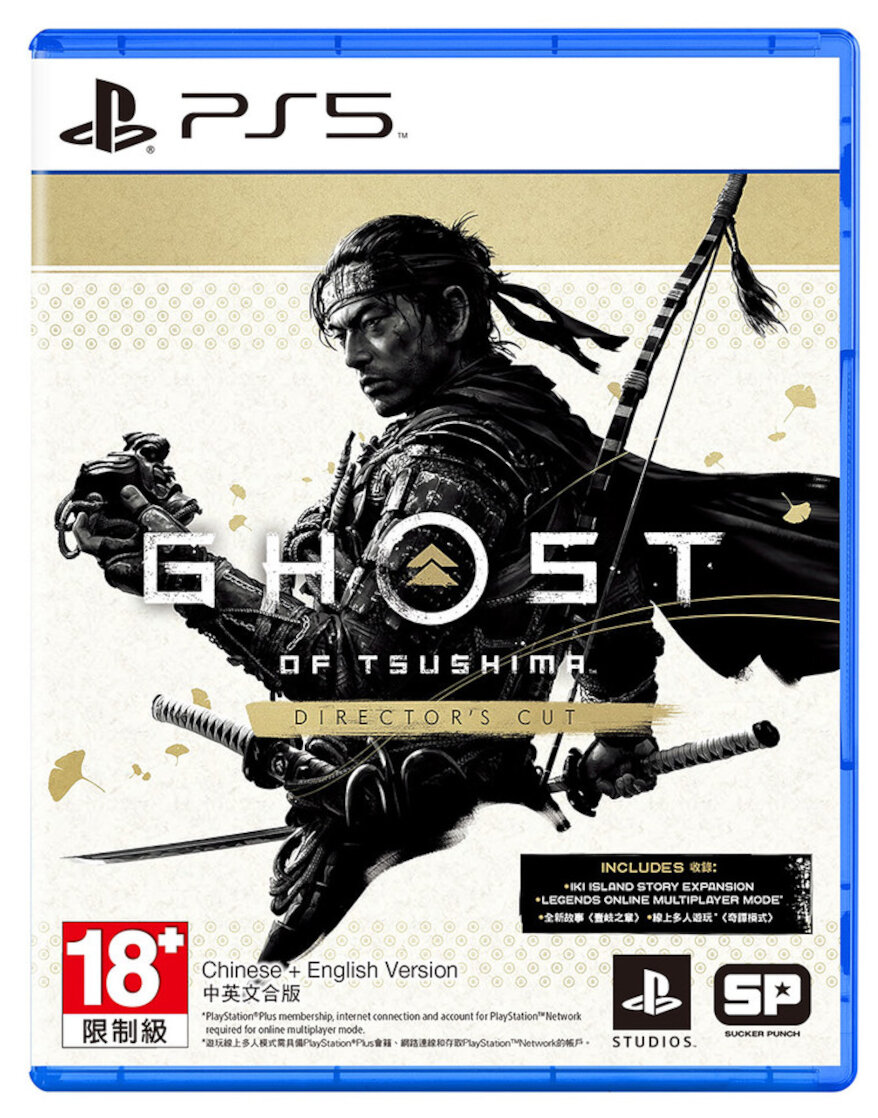 PS5™
GHOST
OF TSUSHIMA™
DIRECTOR'S CUT
INCLUDES 收錄:
•IKI ISLAND STORY EXPANSION
•LEGENDS ONLINE MULTIPLAYER MODE*
•全新故事《壹岐之章》 •線上多人遊玩*《奇譚模式》
18+
限制級
Chinese + English Version
中英文合版
*PlayStation®Plus membership, internet connection and account for PlayStation™Network
required for online multiplayer mode.
*遊玩線上多人模式需具備PlayStation®Plus會籍、網路連線和存取PlayStation™Network的帳戶。
STUDIOS™
SP
SUCKER PUNCH